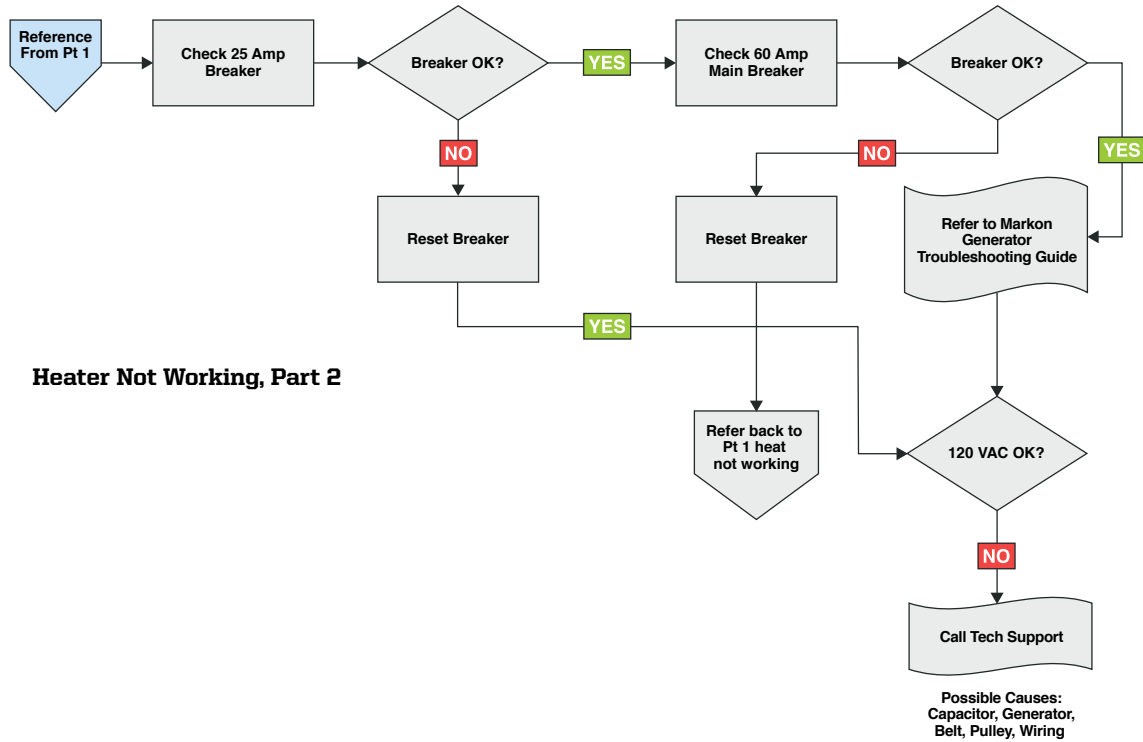 Reference
From Pt 1
Check 25 Amp
Breaker
Breaker OK?
YES
Check 60 Amp
Main Breaker
Breaker OK?
YES
NO
NO
Reset Breaker
Reset Breaker
Refer to Markon
Generator
Troubleshooting Guide
YES
Heater Not Working, Part 2
Refer back to
Pt 1 heat
not working
120 VAC OK?
NO
Call Tech Support
Possible Causes:
Capacitor, Generator,
Belt, Pulley, Wiring